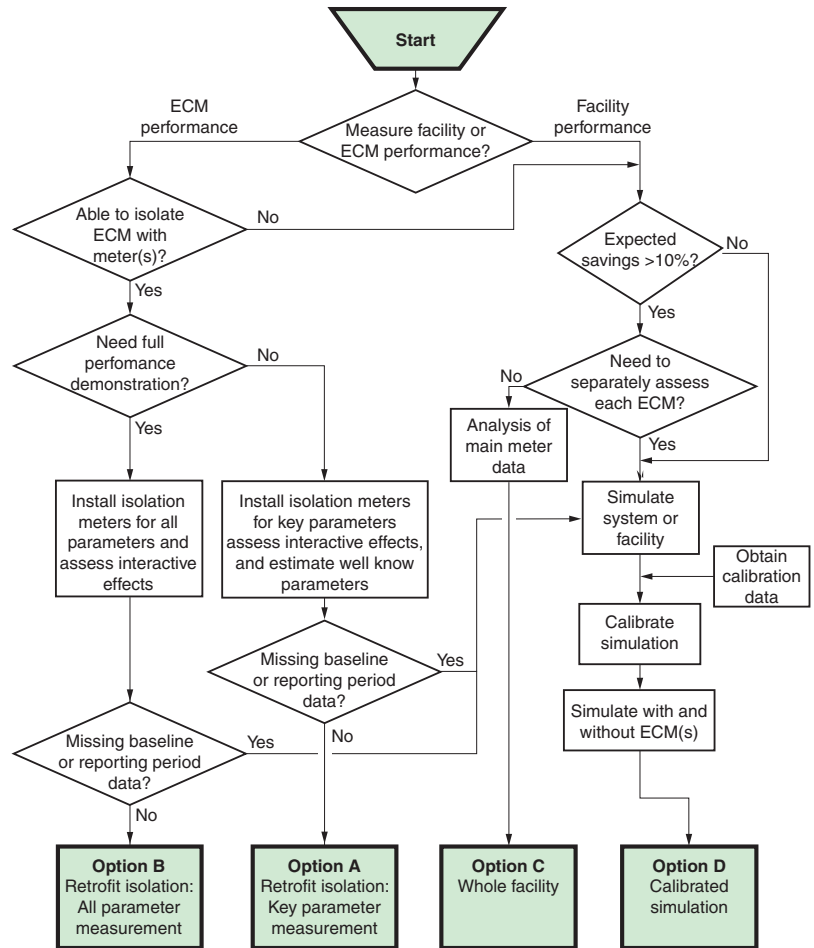 Start
ECM
performance
Measure facility or
ECM performance?
Facility
performance
Able to isolate
ECM with
meter(s)?
No
Yes
Expected
savings >10%?
No
Yes
Need full
perfomance
demonstration?
No
Yes
Need to
separately assess
each ECM?
No
Yes
Analysis of
main meter
data
Install isolation
meters for all
parameters and
assess interactive
effects
Install isolation meters
for key parameters
assess interactive effects,
and estimate well know
parameters
Simulate
system or
facility
Obtain
calibration
data
Calibrate
simulation
Missing baseline
or reporting period
data?
Yes
No
Simulate with and
without ECM(s)
Missing baseline
or reporting period
data?
Yes
No
Option B
Retrofit isolation:
All parameter
measurement
Option A
Retrofit isolation:
Key parameter
measurement
Option C
Whole facility
Option D
Calibrated
simulation